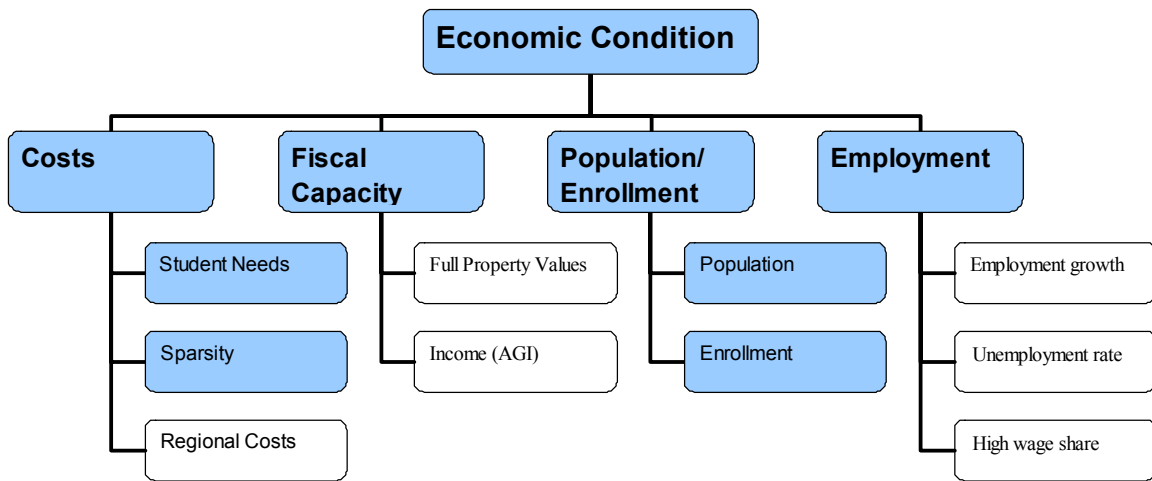 Economic Condition
Costs
Fiscal
Capacity
Population/
Enrollment
Employment
Student Needs
Full Property Values
Population
Employment growth
Sparsity
Income (AGI)
Enrollment
Unemployment rate
Regional Costs
High wage share